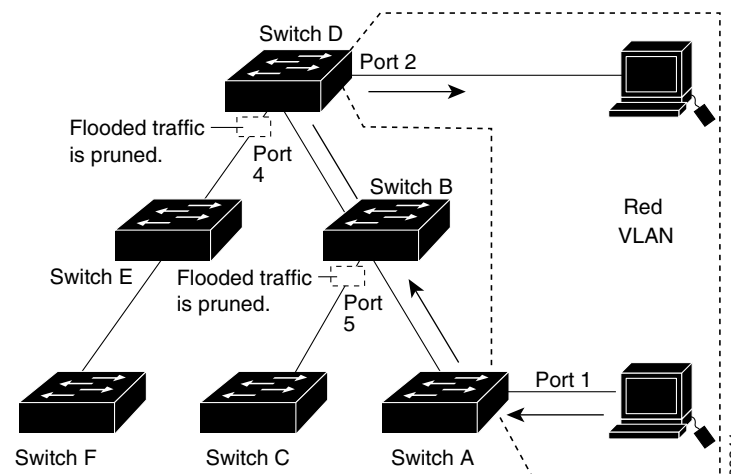 Switch D
Port 2
Flooded traffic
is pruned.
Port
4
Switch B
Red
VLAN
Switch E
Flooded traffic
is pruned.
Port
5
Port 1
Switch F
Switch C
Switch A